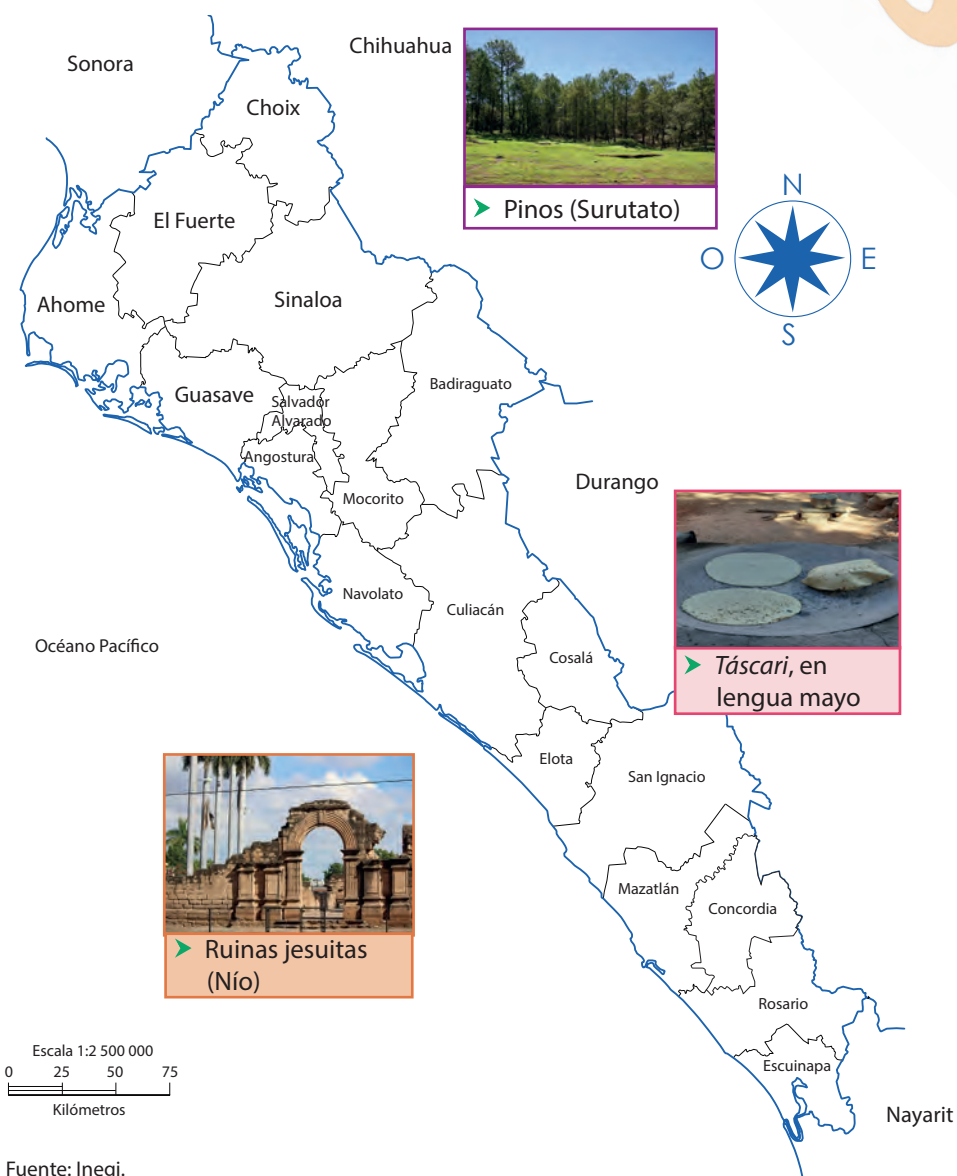 Sonora
Chihuahua
Choix
Pinos (Surutato)
N
O
E
S
El Fuerte
Ahome
Sinaloa
Guasave
Salvador
Alvarado
Badiraguato
Angostura
Mocorito
Durango
Navolato
Culiacán
Cosalá
Océano Pacífico
Táscari, en
lengua mayo
Elota
San Ignacio
Ruinas jesuitas
(Nío)
Mazatlán
Concordia
Rosario
Escuinapa
Nayarit
Escala 1:2 500 000
0 25 50 75
Kilómetros
Fuente: Inegi.